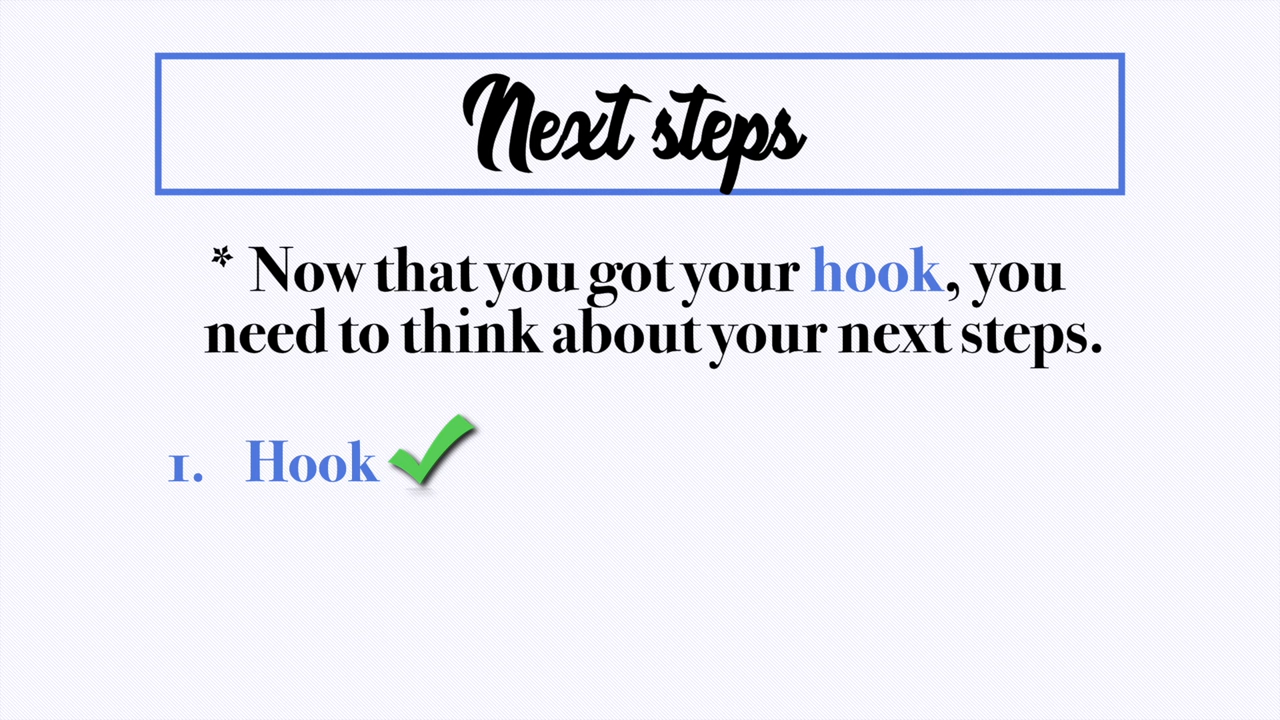 Next steps
* Now that you got your hook, you
need to think about your next steps.
1. Hook